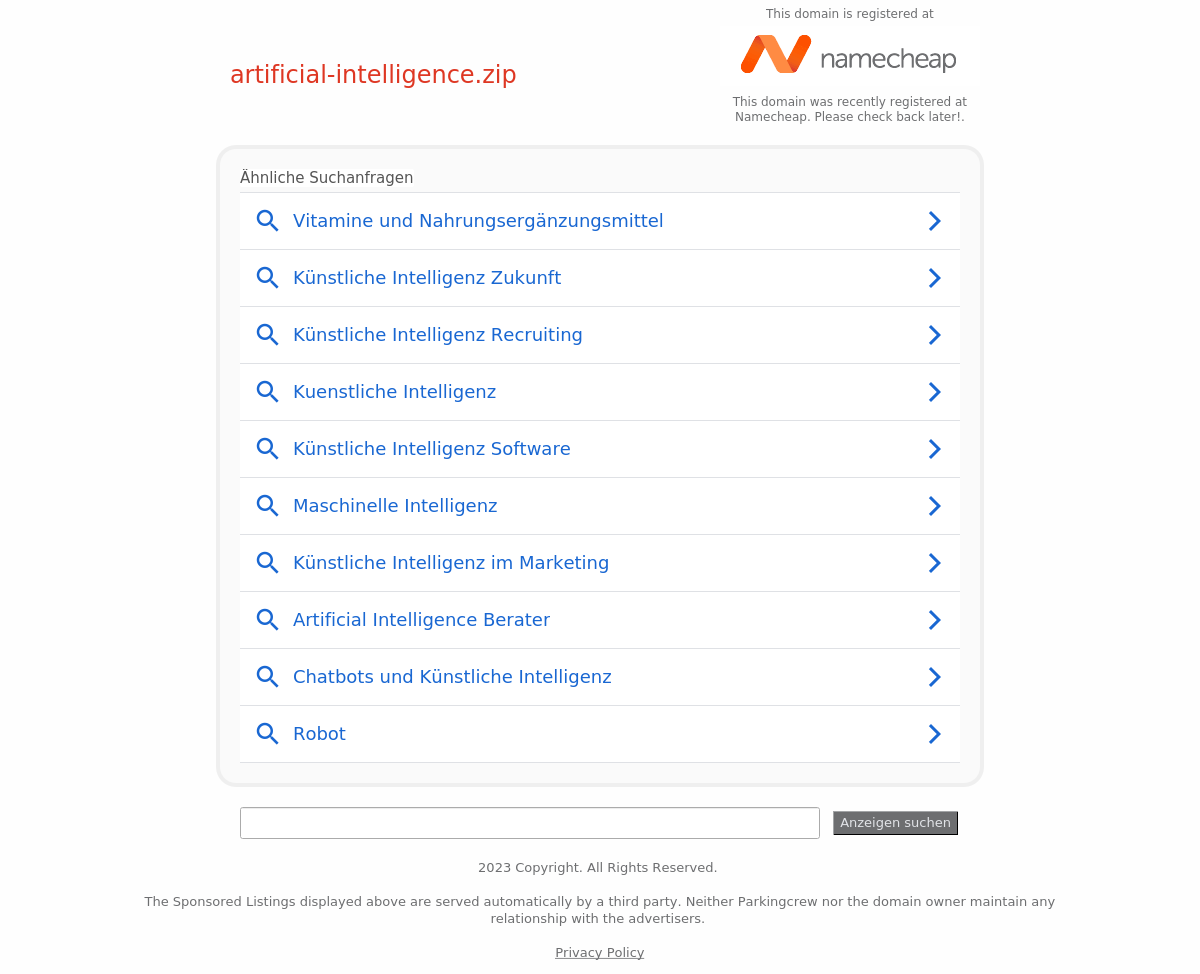 This domain is registered at
namecheap
artificial-intelligence.zip
This domain was recently registered at
Namecheap. Please check back later!.
Ähnliche Suchanfragen
Vitamine und Nahrungsergänzungsmittel
Künstliche Intelligenz Zukunft
Künstliche Intelligenz Recruiting
Kuenstliche Intelligenz
Künstliche Intelligenz Software
Maschinelle Intelligenz
Künstliche Intelligenz im Marketing
Artificial Intelligence Berater
Chatbots und Künstliche Intelligenz
Robot
Anzeigen suchen
2023 Copyright. All Rights Reserved.
The Sponsored Listings displayed above are served automatically by a third party. Neither Parkingcrew nor the domain owner maintain any
relationship with the advertisers.
Privacy Policy